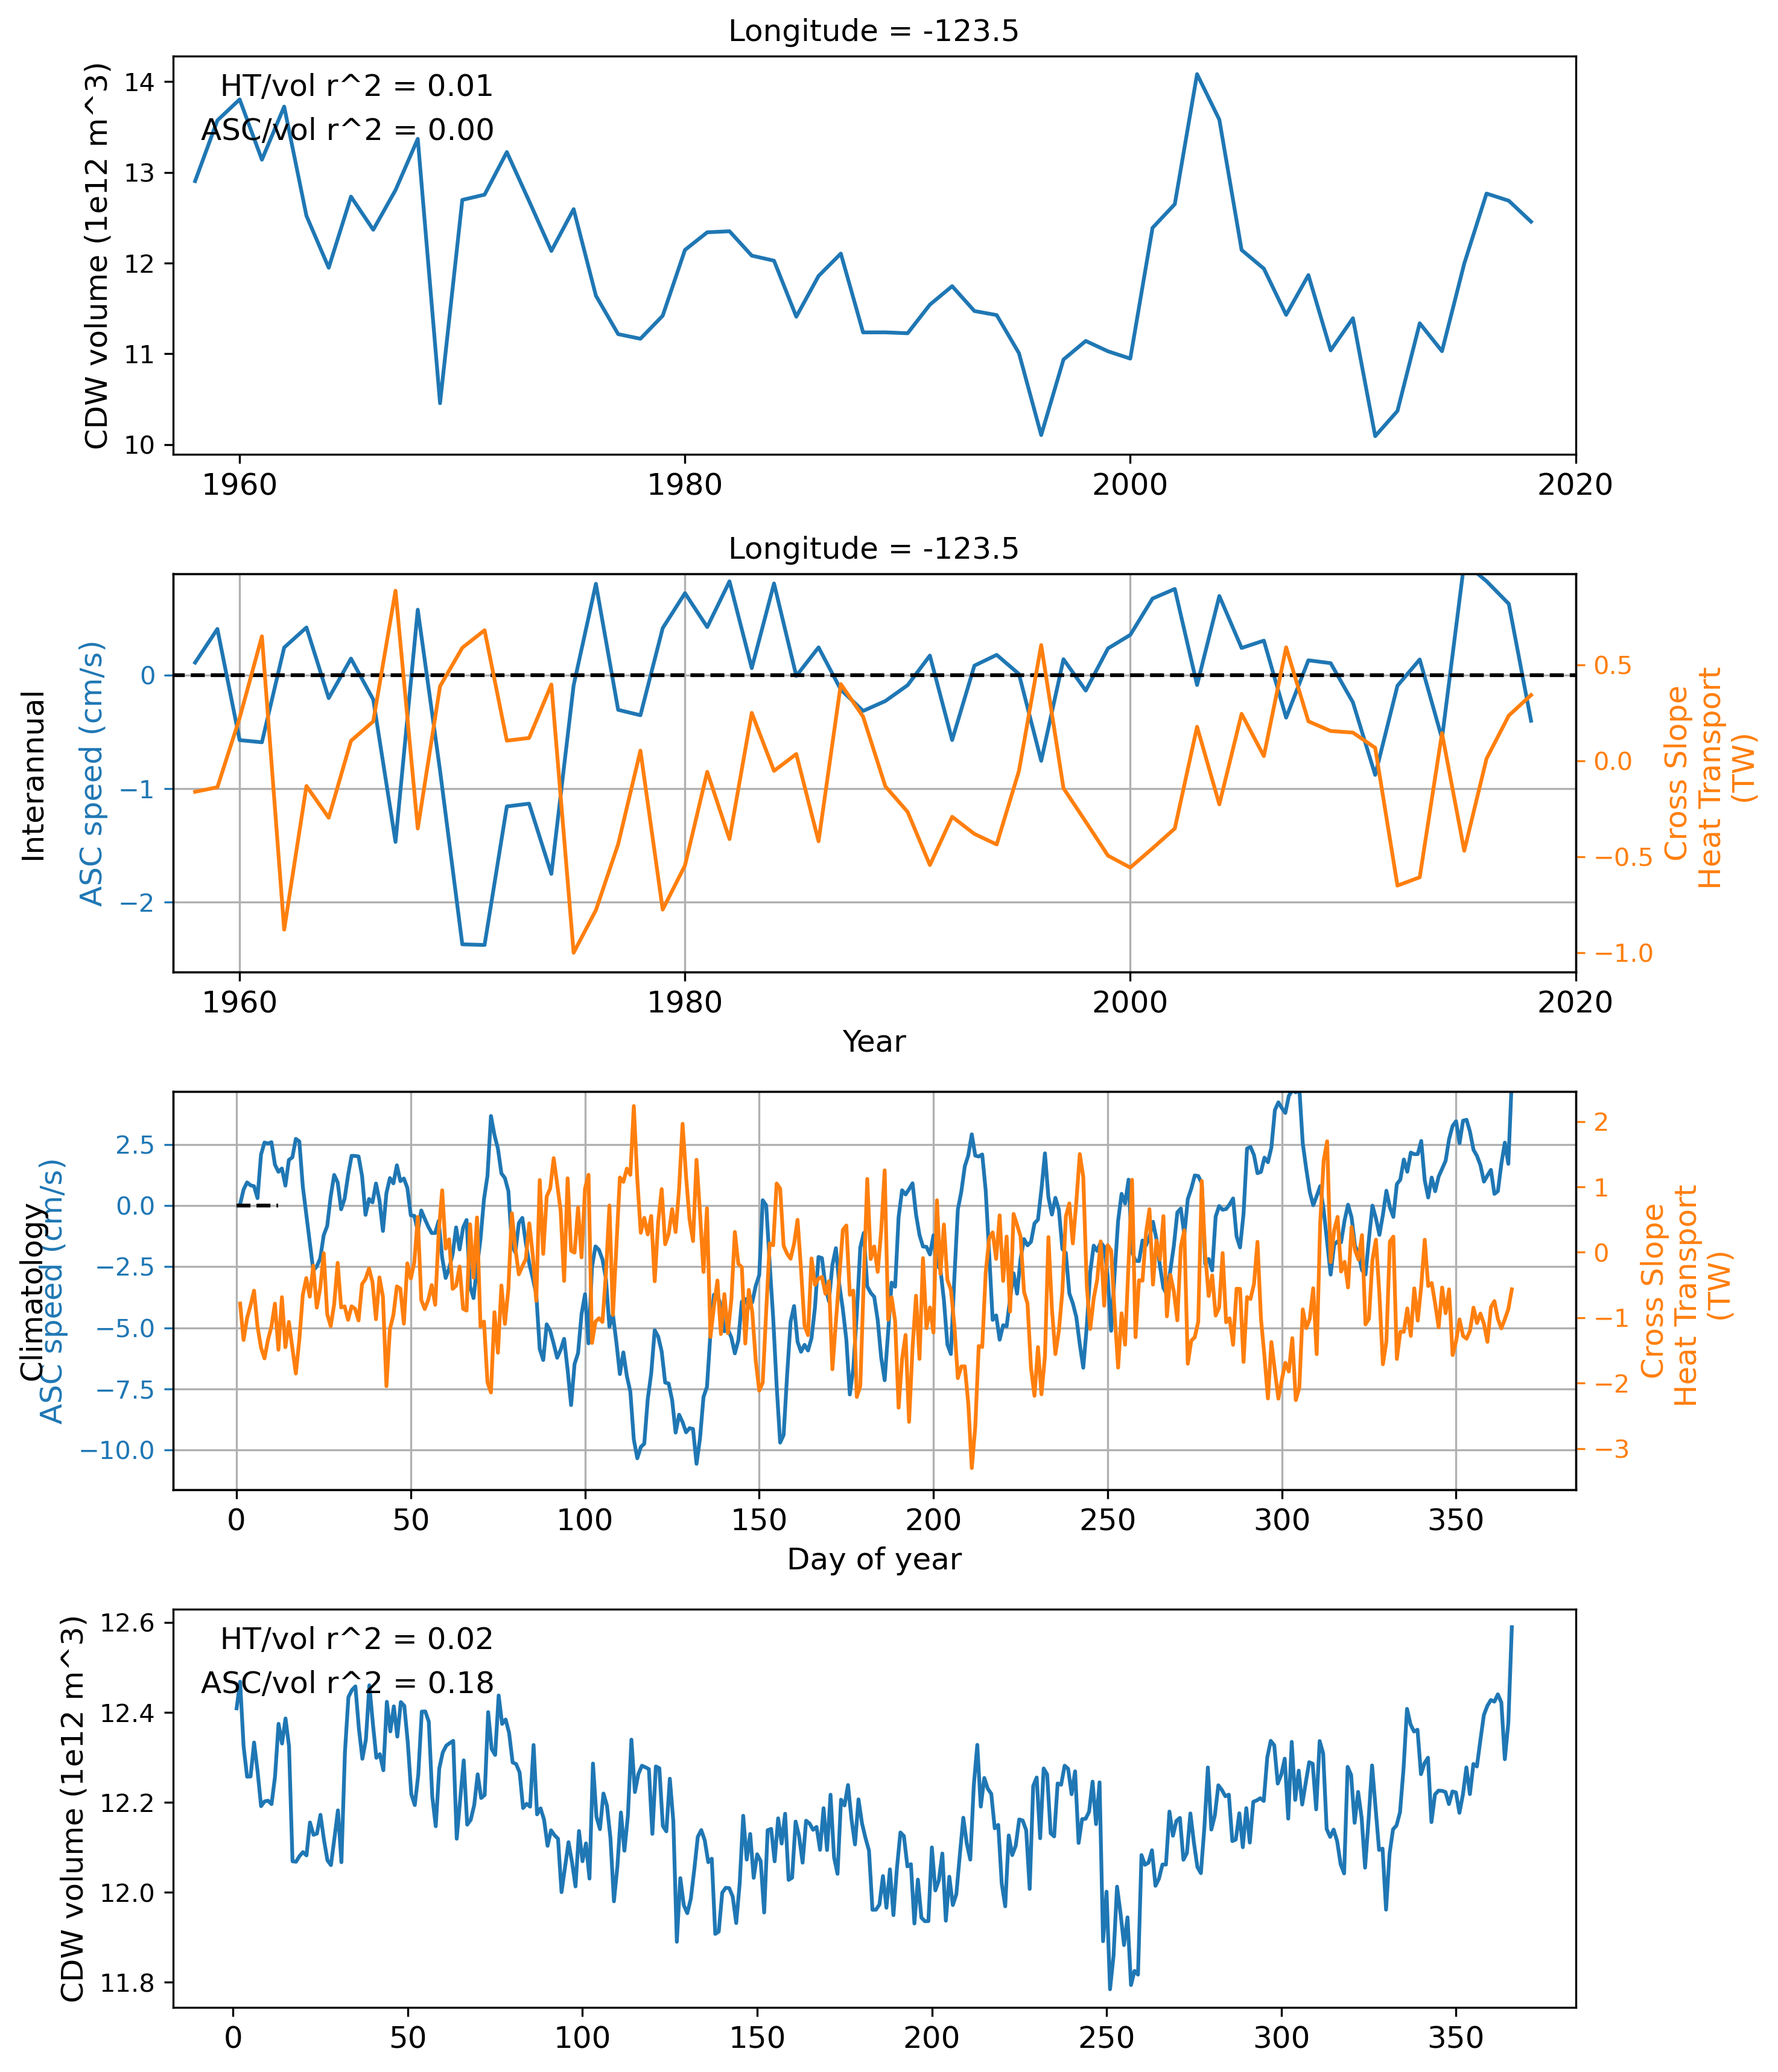 Longitude = -123.5
HT/vol r^2 = 0.01
ASC/vol r^2 = 0.00
CDW volume (1e12 m^3)
14
13
12
11
10
1960 1980 2000 2020
Longitude = -123.5
Interannual
ASC speed (cm/s)
0
−1
−2
0.5
0.0
−0.5
−1.0
Cross Slope
Heat Transport
(TW)
1960 1980 2000 2020
Year
Climatology
ASC speed (cm/s)
2.5
0.0
−2.5
−5.0
−7.5
−10.0
2
1
0
−1
−2
−3
Cross Slope
Heat Transport
(TW)
0 50 100 150 200 250 300 350
Day of year
HT/vol r^2 = 0.02
ASC/vol r^2 = 0.18
CDW volume (1e12 m^3)
12.6
12.4
12.2
12.0
11.8
0 50 100 150 200 250 300 350